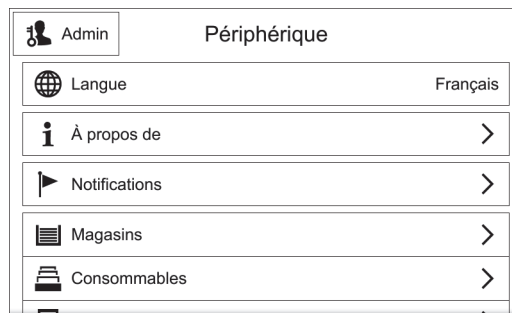 Admin
Périphérique
Langue Français
À propos de
Notifications
Magasins
Consommables